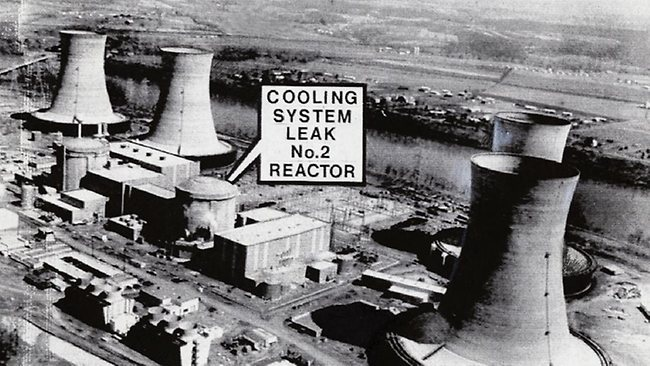 COOLING
SYSTEM
LEAK
No.2
REACTOR